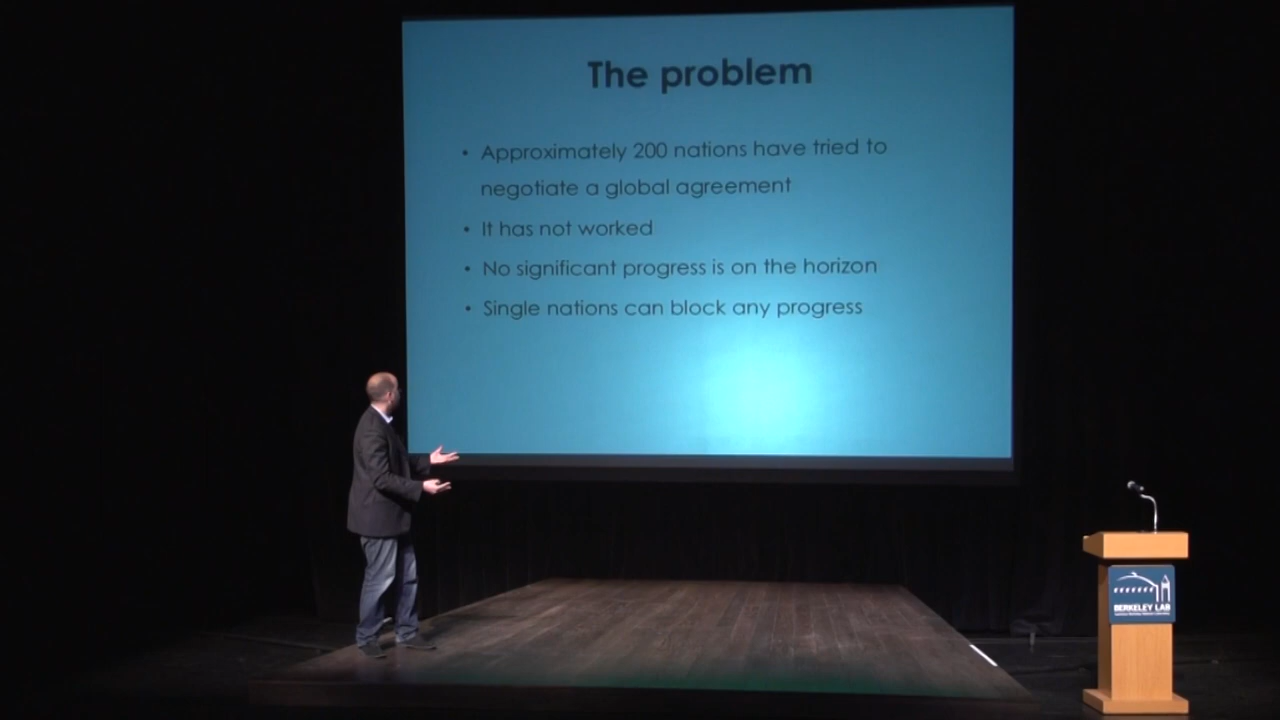 The problem
• Approximately 200 nations have tried to
negotiate a global agreement
• It has not worked
• No significant progress is on the horizon
• Single nations can block any progress
BERKELEY LAB